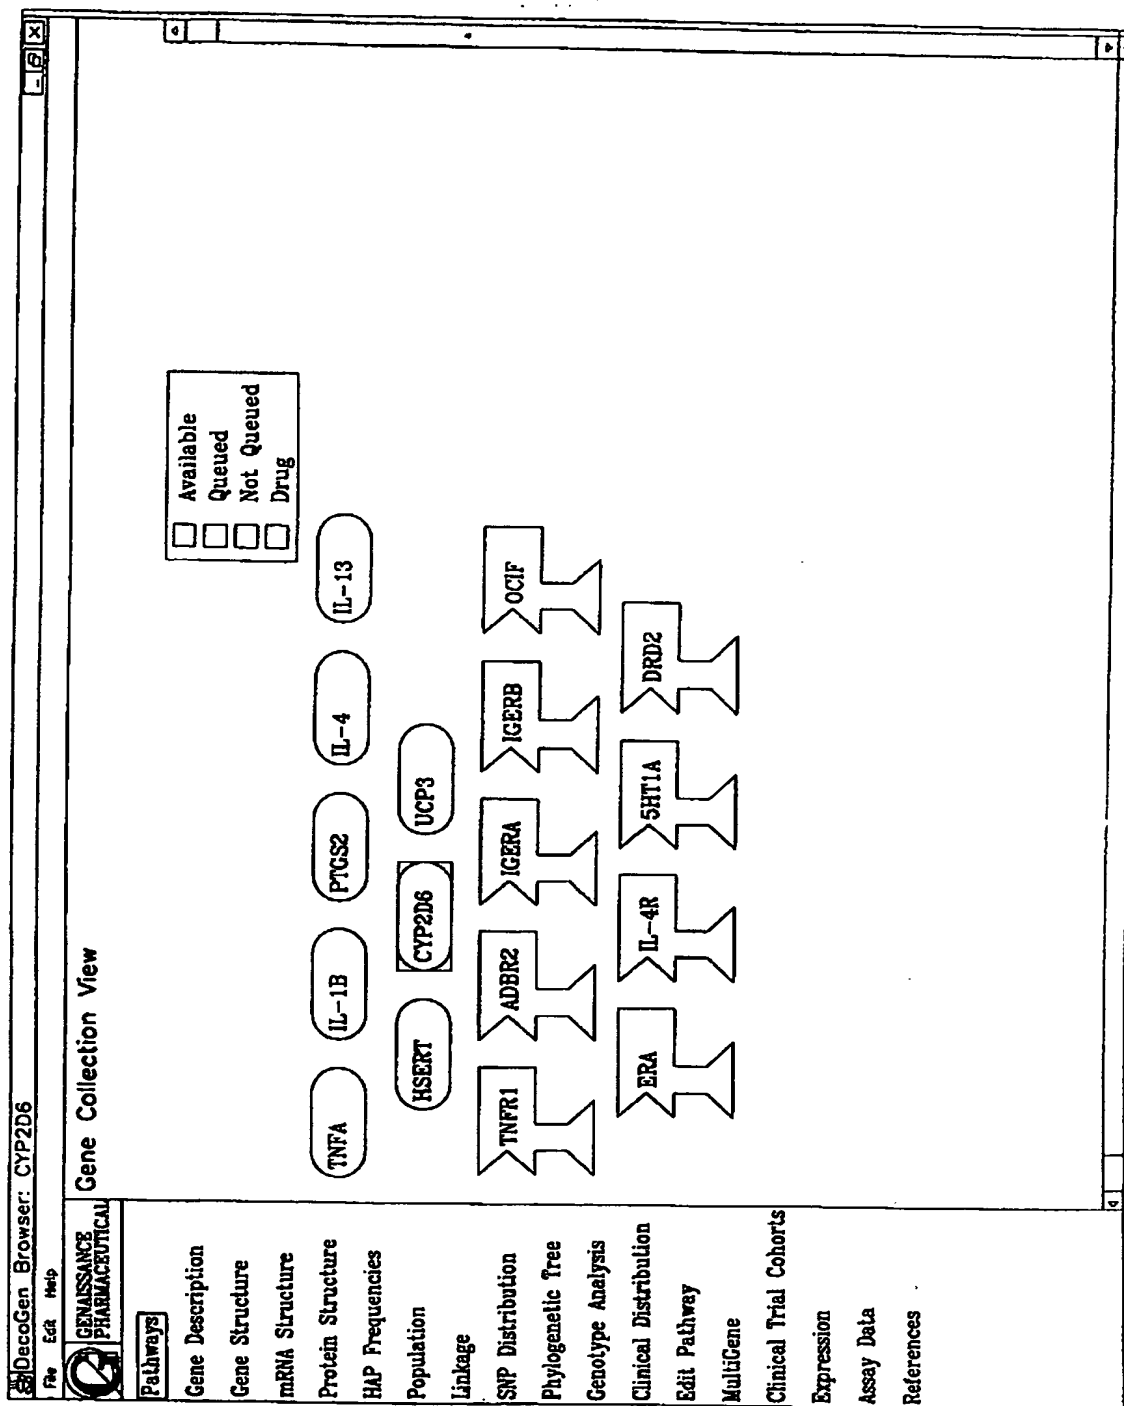 DecoGen Browser: CYP2D6
File Edit Help
GENAISSANCE
PHARMACEUTICAL
Gene Collection View
Pathways
Gene Description
Gene Structure
mRNA Structure
Protein Structure
HAP Frequencies
Population
Linkage
SNP Distribution
Phylogenetic Tree
Genotype Analysis
Clinical Distribution
Edit Pathway
MultiGene
Clinical Trial Cohorts
Expression
Assay Data
References
Available
Queued
Not Queued
Drug
TNFA IL-1B PTGS2 IL-4 IL-13
HSERT CYP2D6 UCP3
TNFR1 ADBR2 IGERA IGERB OCIF
ERA IL-4R 5HT1A DRD2